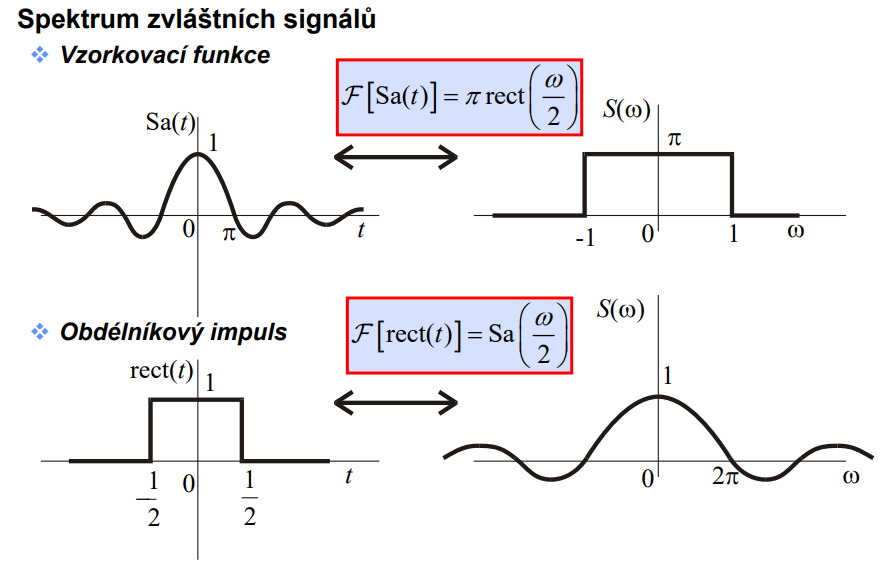 Spektrum zvláštních signálů
❖ Vzorkovací funkce
ℱ[Sa(t)] = π rect(ω/2)
Sa(t)
1
0
π
t
S(ω)
π
-1
0
1
ω
❖ Obdélníkový impuls
ℱ[rect(t)] = Sa(ω/2)
rect(t)
1
−1/2
0
1/2
t
S(ω)
1
0
2π
ω